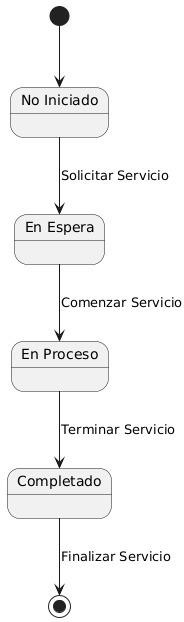 No Iniciado
Solicitar Servicio
En Espera
Comenzar Servicio
En Proceso
Terminar Servicio
Completado
Finalizar Servicio